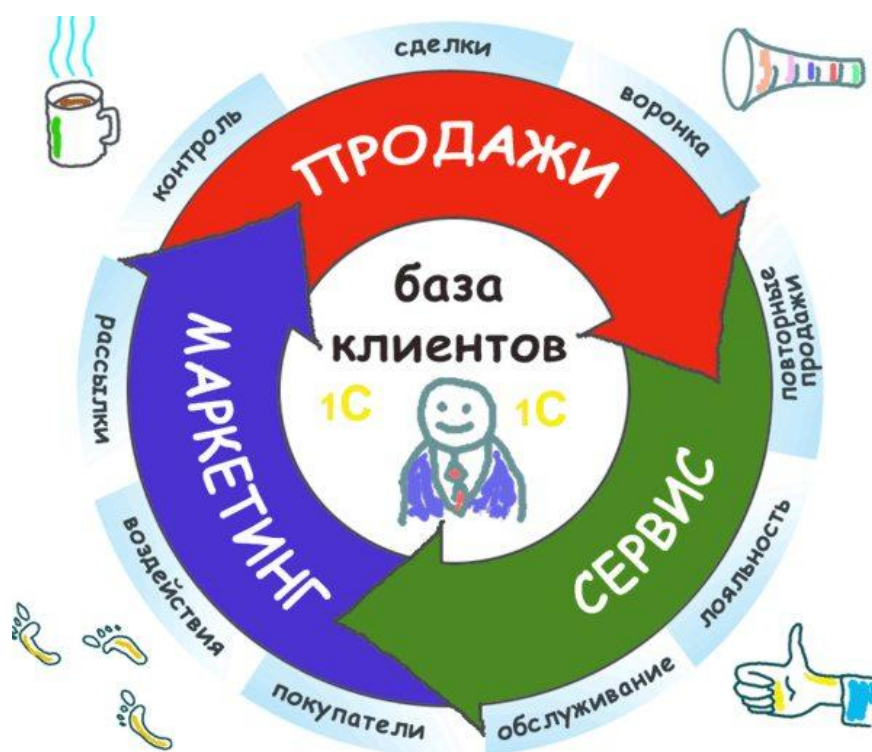 сделки
воронка
контроль
ПРОДАЖИ
повторные
продажи
рассылки
база
клиентов
1С 1С
МАРКЕТИНГ
СЕРВИС
лояльность
воздействия
покупатели
обслуживание